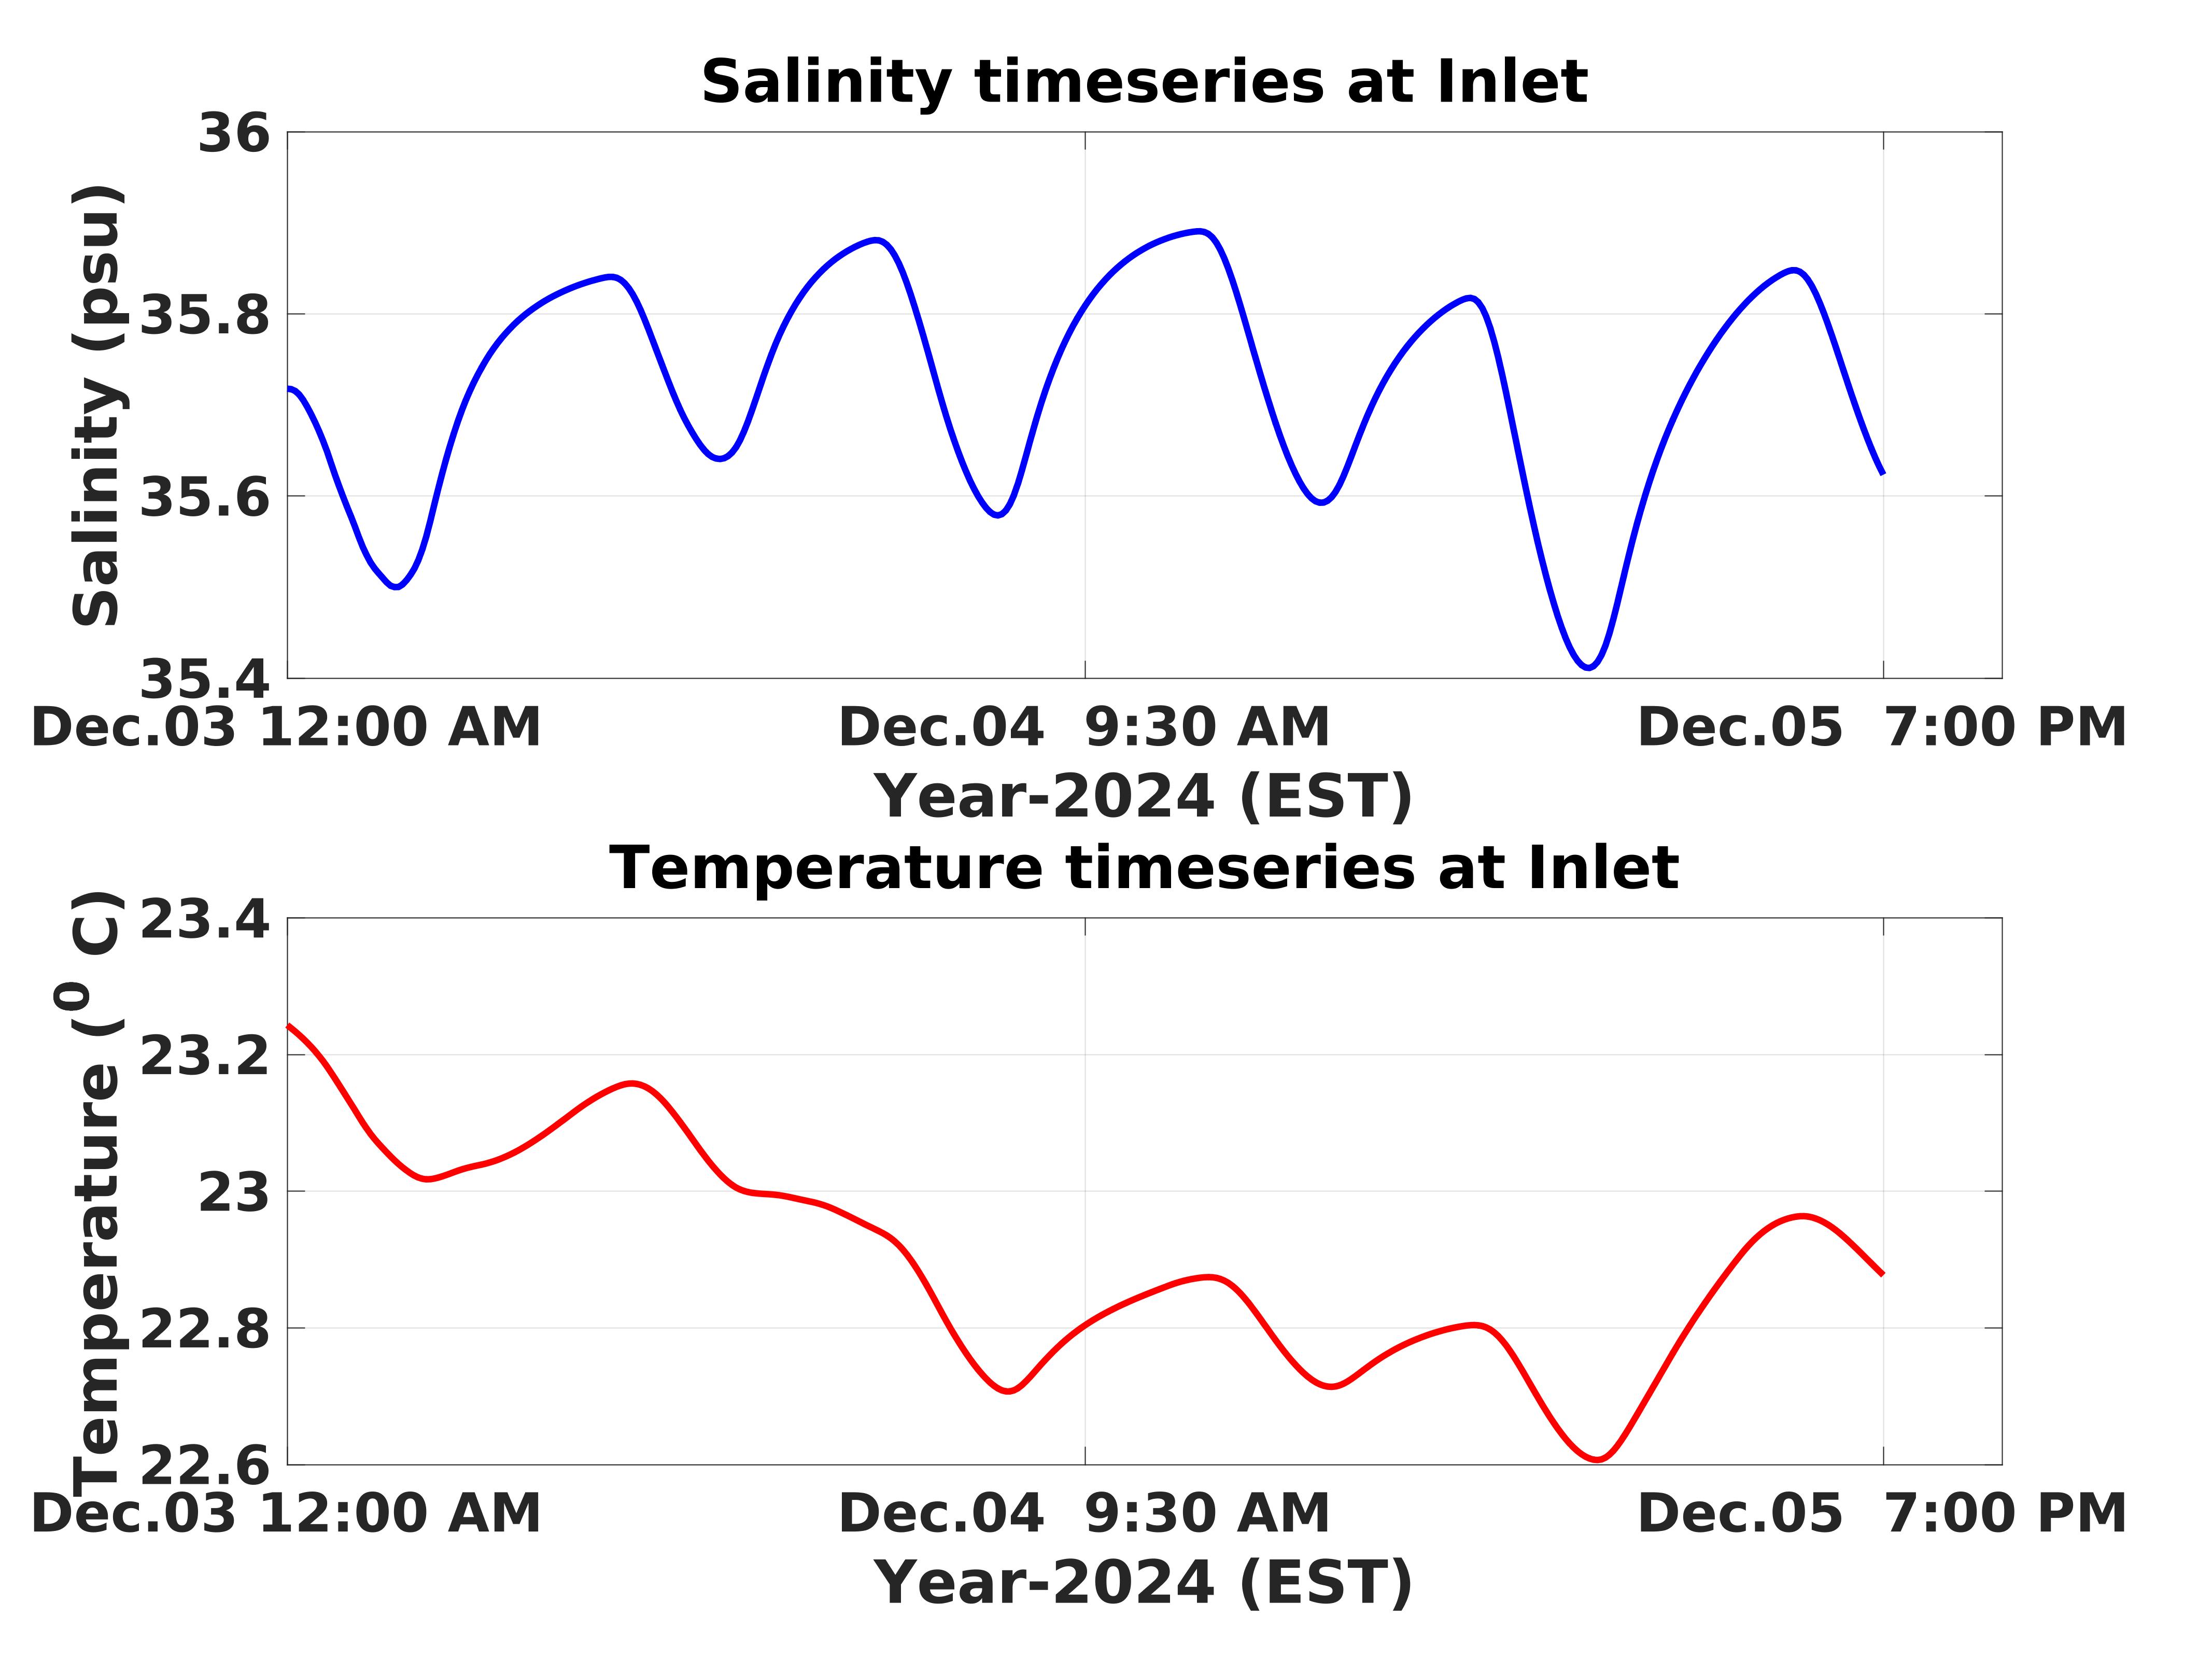 Salinity timeseries at Inlet
Salinity (psu)
36
35.8
35.6
35.4
Dec.03 12:00 AM Dec.04 9:30 AM Dec.05 7:00 PM
Year-2024 (EST)
Temperature timeseries at Inlet
Temperature (⁰ C)
23.4
23.2
23
22.8
22.6
Dec.03 12:00 AM Dec.04 9:30 AM Dec.05 7:00 PM
Year-2024 (EST)